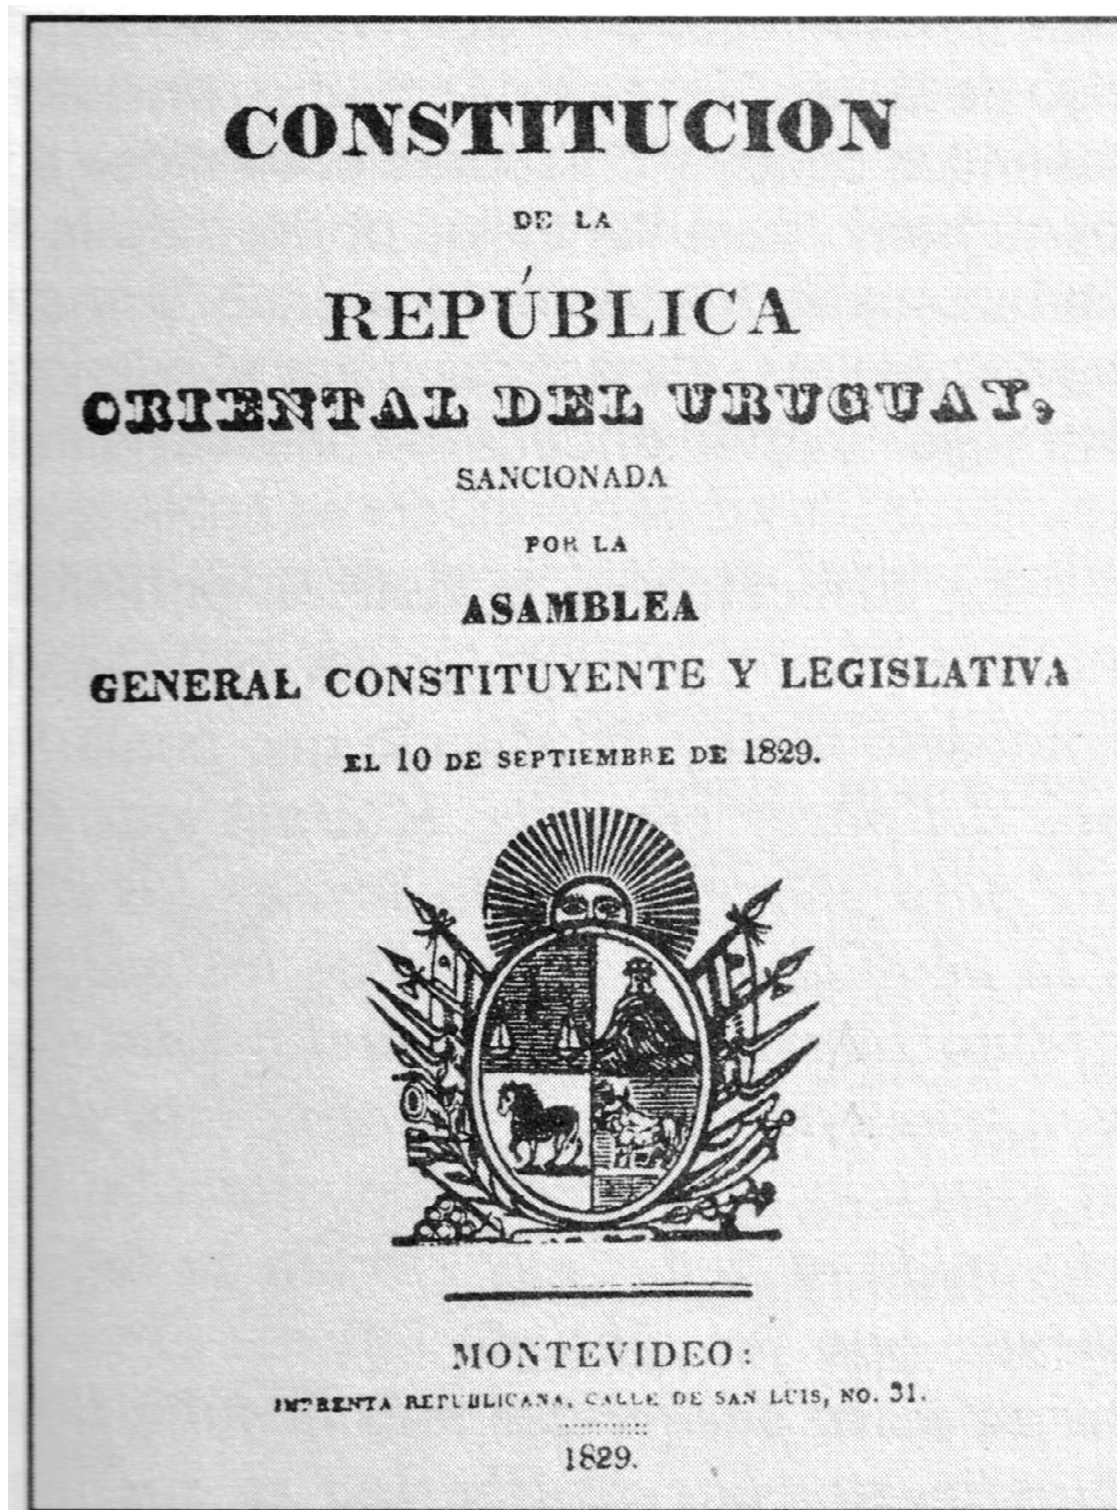 CONSTITUCION
DE LA
REPÚBLICA
ORIENTAL DEL URUGUAY,
SANCIONADA
POR LA
ASAMBLEA
GENERAL CONSTITUYENTE Y LEGISLATIVA
EL 10 DE SEPTIEMBRE DE 1829.
MONTEVIDEO:
IMPRENTA REPUBLICANA, CALLE DE SAN LUIS, NO. 31.
1829.